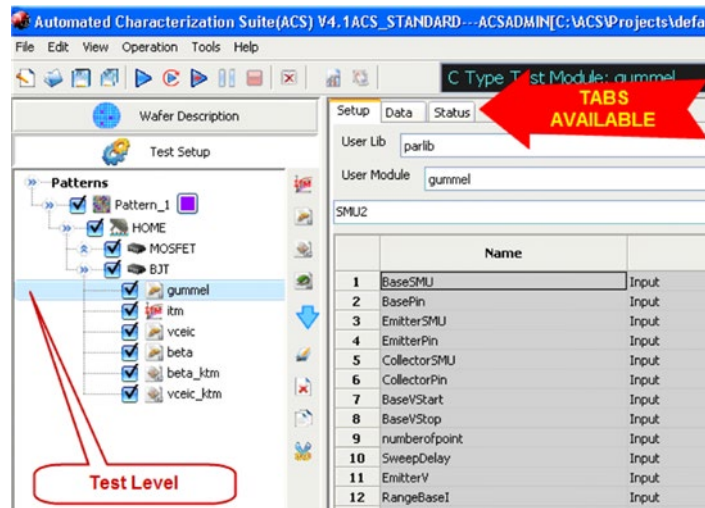 Automated Characterization Suite(ACS) V4.1ACS_STANDARD---ACSADMIN[C:\ACS\Projects\defa
File Edit View Operation Tools Help
C Type Test Module: gummel
Wafer Description
Test Setup
Patterns
Pattern_1
HOME
MOSFET
BJT
gummel
itm
vceic
beta
beta_ktm
vceic_ktm
Test Level
Setup Data Status
TABS
AVAILABLE
User Lib parlib
User Module gummel
SMU2
Name
1 BaseSMU Input
2 BasePin Input
3 EmitterSMU Input
4 EmitterPin Input
5 CollectorSMU Input
6 CollectorPin Input
7 BaseVStart Input
8 BaseVStop Input
9 numberofpoint Input
10 SweepDelay Input
11 EmitterV Input
12 RangeBaseI Input